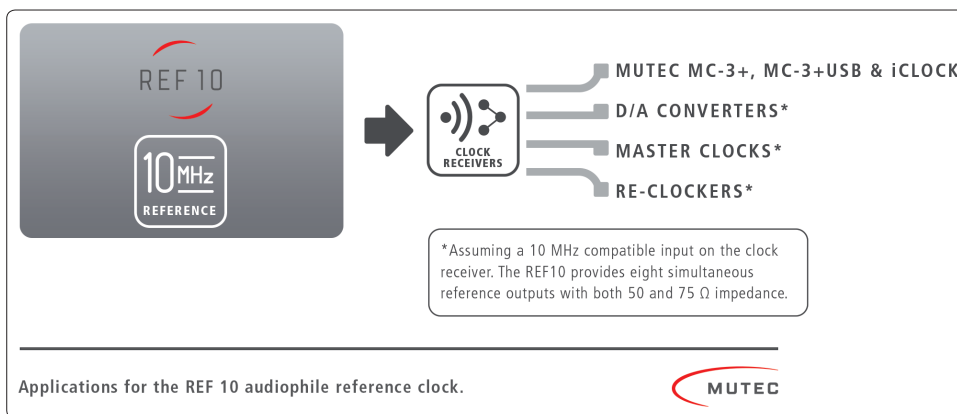 REF 10
10 MHz
REFERENCE
CLOCK
RECEIVERS
MUTEC MC-3+, MC-3+USB & iCLOCK
D/A CONVERTERS*
MASTER CLOCKS*
RE-CLOCKERS*
*Assuming a 10 MHz compatible input on the clock
receiver. The REF10 provides eight simultaneous
reference outputs with both 50 and 75 Ω impedance.
Applications for the REF 10 audiophile reference clock.
MUTEC